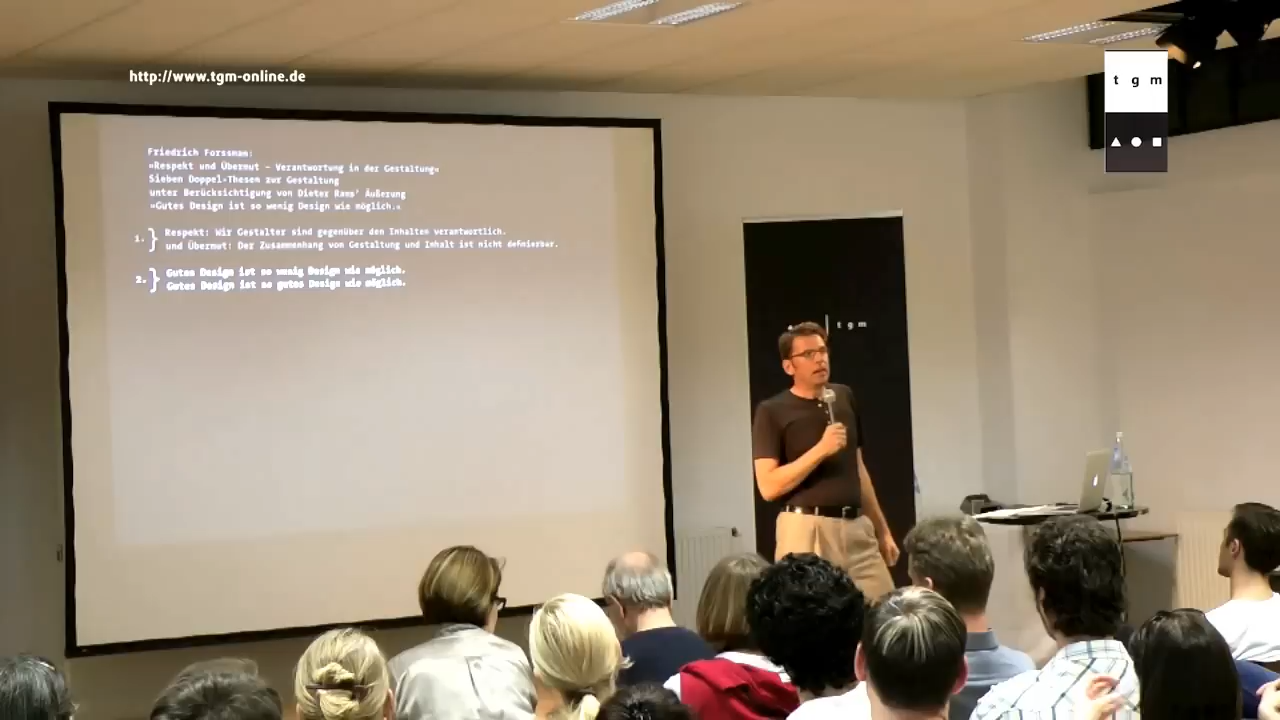 http://www.tgm-online.de
t g m
Friedrich Forssman:
»Respekt und Übermut – Verantwortung in der Gestaltung«
Sieben Doppel-Thesen zur Gestaltung
unter Berücksichtigung von Dieter Rams' Äußerung
»Gutes Design ist so wenig Design wie möglich.«
1. } Respekt: Wir Gestalter sind gegenüber den Inhalten verantwortlich.
und Übermut: Der Zusammenhang von Gestaltung und Inhalt ist nicht definierbar.
2. } Gutes Design ist so wenig Design wie möglich.
Gutes Design ist so gutes Design wie möglich.
t g m